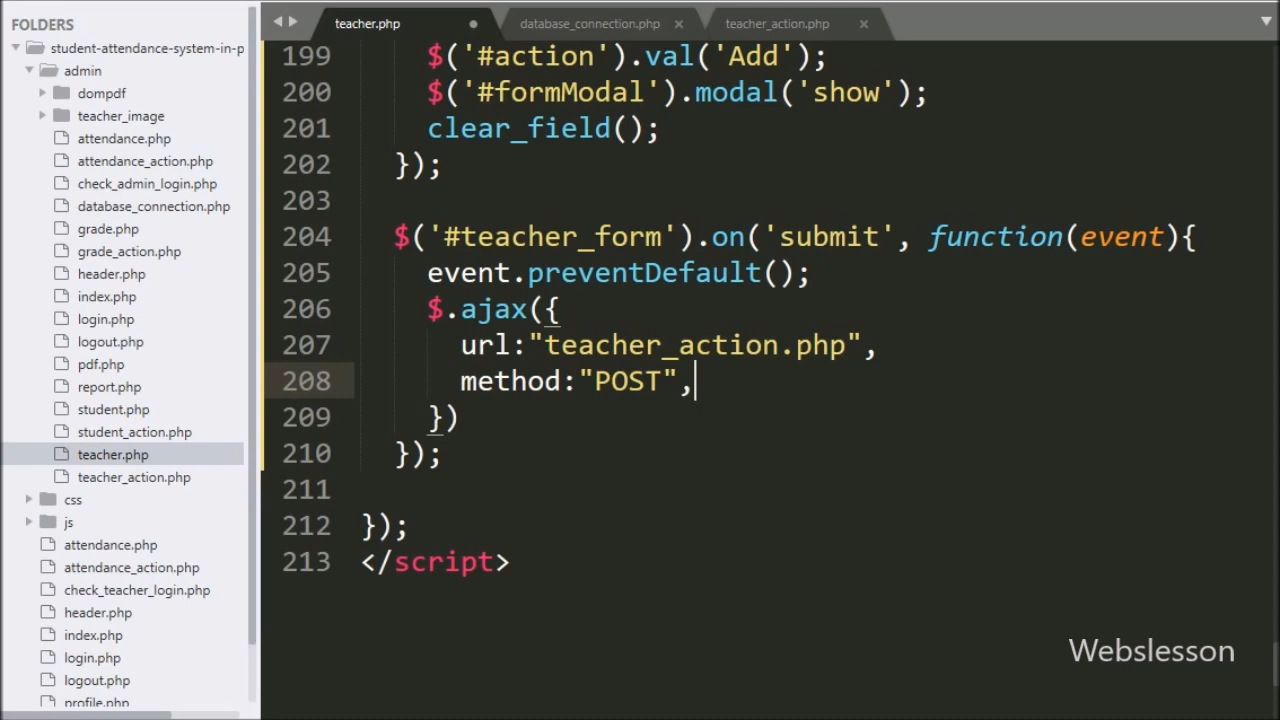 FOLDERS
student-attendance-system-in-p
admin
dompdf
teacher_image
attendance.php
attendance_action.php
check_admin_login.php
database_connection.php
grade.php
grade_action.php
header.php
index.php
login.php
logout.php
pdf.php
report.php
student.php
student_action.php
teacher.php
teacher_action.php
css
js
attendance.php
attendance_action.php
check_teacher_login.php
header.php
index.php
login.php
logout.php
profile.php
teacher.php
database_connection.php
teacher_action.php
199 $('#action').val('Add');
200 $('#formModal').modal('show');
201 clear_field();
202 });
203
204 $('#teacher_form').on('submit', function(event){
205 event.preventDefault();
206 $.ajax({
207 url:"teacher_action.php",
208 method:"POST",
209 })
210 });
211
212 });
213 </script>
Webslesson